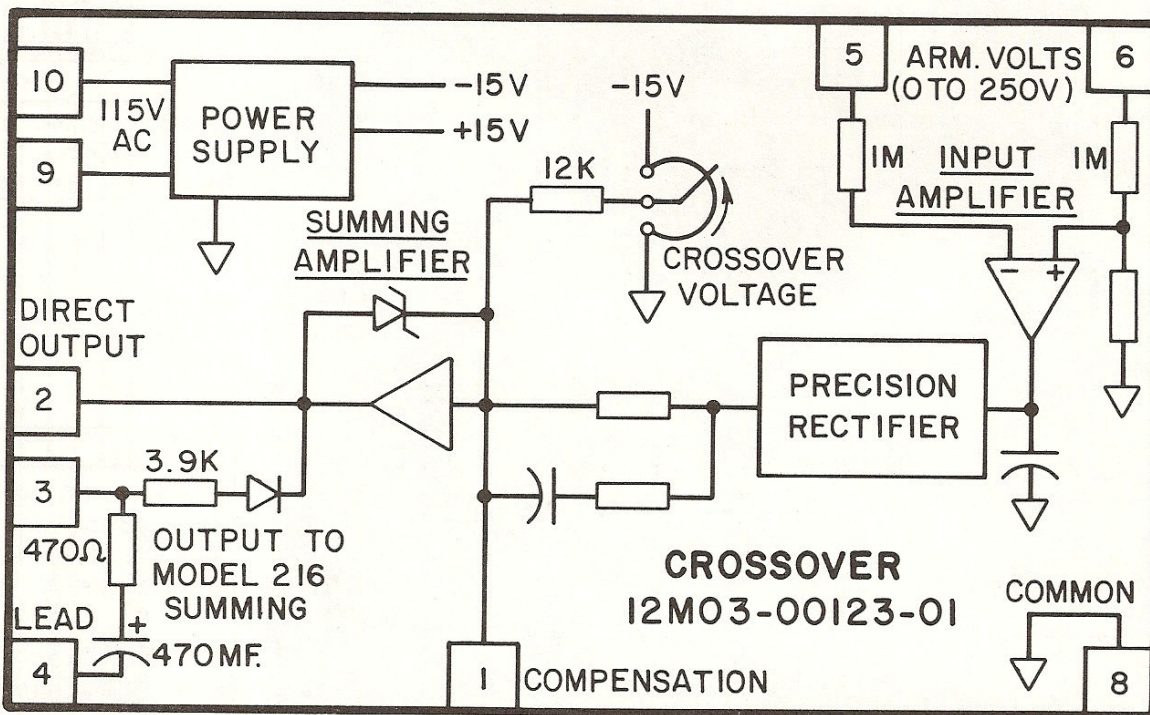 10
115V
AC
9
POWER
SUPPLY
-15V
+15V
-15V
12K
CROSSOVER
VOLTAGE
5
ARM. VOLTS
(0 TO 250V)
6
1M
INPUT
AMPLIFIER
1M
- +
SUMMING
AMPLIFIER
DIRECT
OUTPUT
2
PRECISION
RECTIFIER
3
3.9K
470Ω
OUTPUT TO
MODEL 216
SUMMING
LEAD
4
+
470MF.
1
COMPENSATION
CROSSOVER
12M03-00123-01
COMMON
8